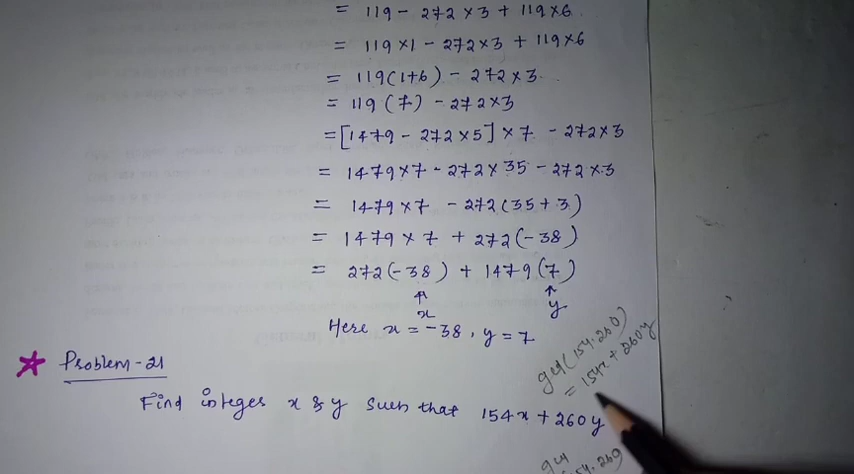 = 119 - 272×3 + 119×6
= 119×1 - 272×3 + 119×6
= 119(1+6) - 272×3
= 119(7) - 272×3
= [1479 - 272×5]×7 - 272×3
= 1479×7 - 272×35 - 272×3
= 1479×7 - 272(35+3)
= 1479×7 + 272(-38)
= 272(-38) + 1479(7)
↑ ↑
x y
Here x = -38, y = 7
gcd(154.260)
= 154x + 260y
Problem-21
Find integes x & y such that 154x + 260y